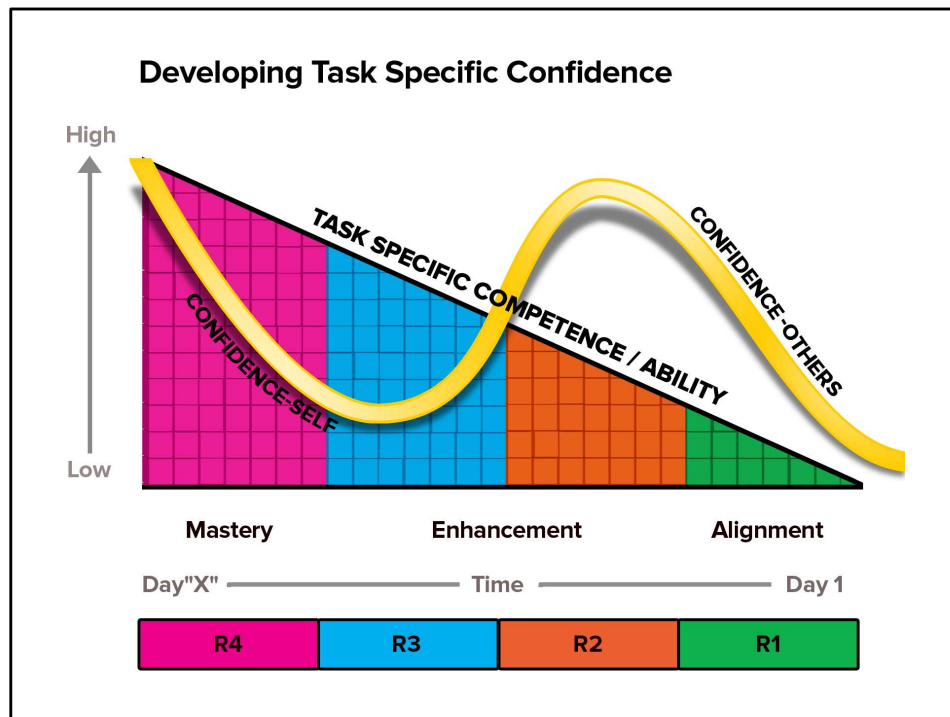 Developing Task Specific Confidence
High
TASK SPECIFIC COMPETENCE / ABILITY
CONFIDENCE-OTHERS
CONFIDENCE-SELF
Low
Mastery Enhancement Alignment
Day"X" Time Day 1
R4 R3 R2 R1